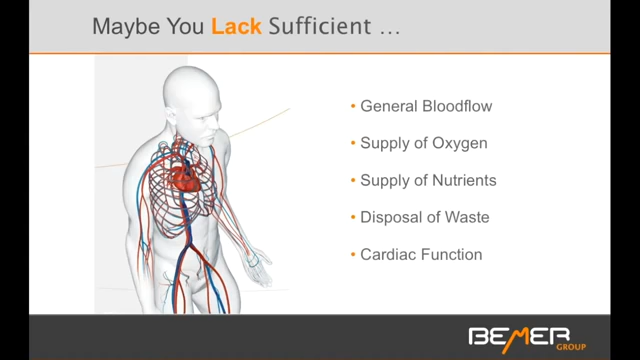 Maybe You Lack Sufficient ...
• General Bloodflow
• Supply of Oxygen
• Supply of Nutrients
• Disposal of Waste
• Cardiac Function
BEMER
GROUP